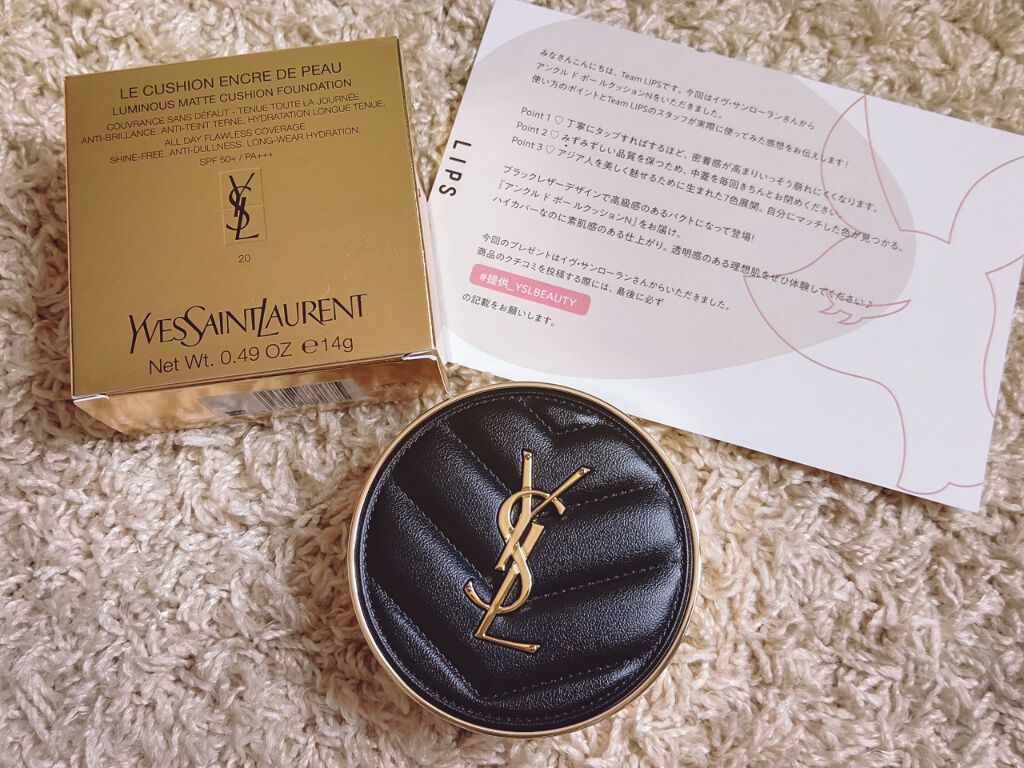 LE CUSHION ENCRE DE PEAU
LUMINOUS MATTE CUSHION FOUNDATION
COUVRANCE SANS DÉFAUT - TENUE TOUTE LA JOURNÉE
ANTI-BRILLANCE. ANTI-TEINT TERNE. HYDRATATION LONGUE TENUE.
ALL DAY FLAWLESS COVERAGE
SHINE-FREE. ANTI-DULLNESS. LONG-WEAR HYDRATION.
SPF 50+ / PA+++
YSL
20
YVESSAINTLAURENT
Net Wt. 0.49 OZ e14g
LIPS
みなさんこんにちは、Team LIPSです。今回はイヴ・サンローランさんから
アンクル ド ポー ルクッションNをいただきました。
使い方のポイントとTeam LIPSのスタッフが実際に使ってみた感想をお伝えします!
Point 1 ♡ 丁寧にタップすればするほど、密着感が高まりいっそう崩れにくくなります。
Point 2 ♡ みずみずしい品質を保つため、中蓋を毎回きちんとお閉めください。
Point 3 ♡ アジア人を美しく魅せるために生まれた7色展開。自分にマッチした色が見つかる。
ブラックレザーデザインで高級感のあるパクトになって登場!
『アンクル ド ポー ルクッションN』をお届け。
ハイカバーなのに素肌感のある仕上がり。透明感のある理想肌をぜひ体験してください♪
今回のプレゼントはイヴ・サンローランさんからいただきました。
商品のクチコミを投稿する際には、最後に必ず
#提供_YSLBEAUTY
の記載をお願いします。
YSL